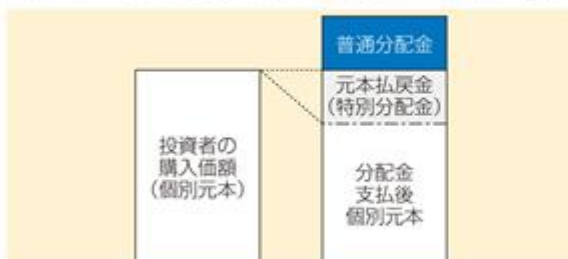 普通分配金
元本払戻金
(特別分配金)
投資者の
購入価額
(個別元本)
分配金
支払後
個別元本